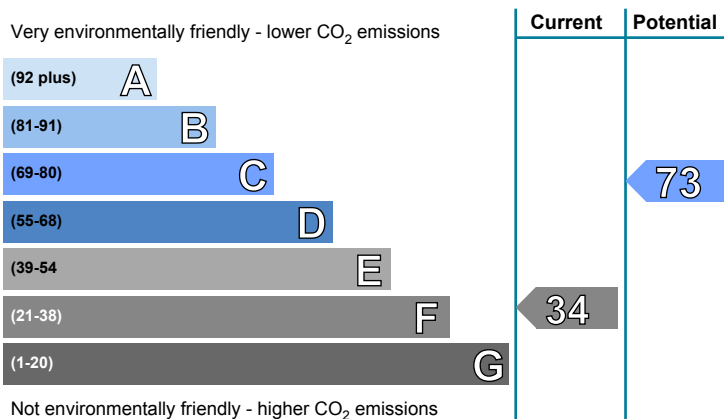 Very environmentally friendly - lower CO2 emissions
Current
Potential
(92 plus) A
(81-91) B
(69-80) C
73
(55-68) D
(39-54 E
(21-38) F
34
(1-20) G
Not environmentally friendly - higher CO2 emissions